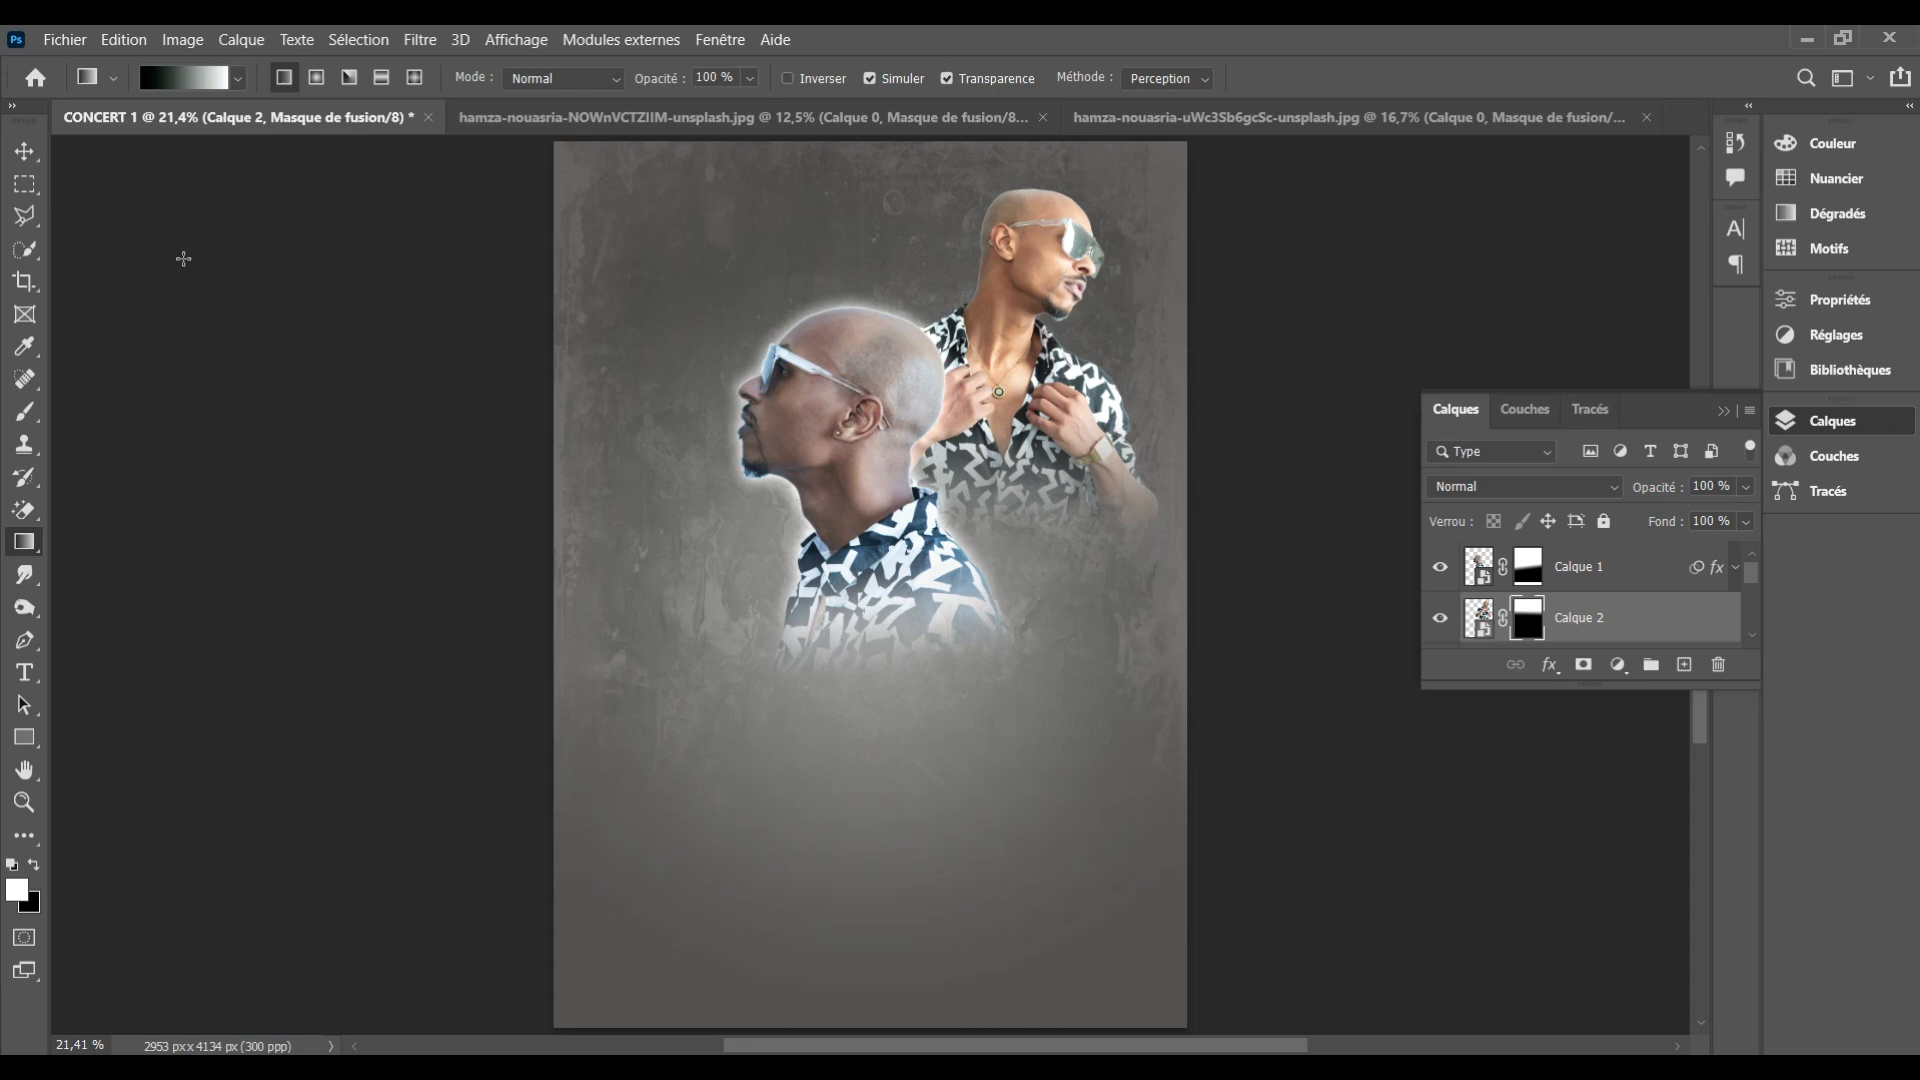 Ps Fichier Edition Image Calque Texte Sélection Filtre 3D Affichage Modules externes Fenêtre Aide
Mode : Normal Opacité : 100 % Inverser Simuler Transparence Méthode : Perception
CONCERT 1 @ 21,4% (Calque 2, Masque de fusion/8) * hamza-nouasria-NOWnVCTZIIM-unsplash.jpg @ 12,5% (Calque 0, Masque de fusion/8... hamza-nouasria-uWc3Sb6gcSc-unsplash.jpg @ 16,7% (Calque 0, Masque de fusion/...
Couleur
Nuancier
Dégradés
Motifs
Propriétés
Réglages
Bibliothèques
Calques
Couches
Tracés
Calques Couches Tracés
Type
Normal Opacité : 100 %
Verrou : Fond : 100 %
Calque 1 fx
Calque 2
fx
21,41 % 2953 px x 4134 px (300 ppp)